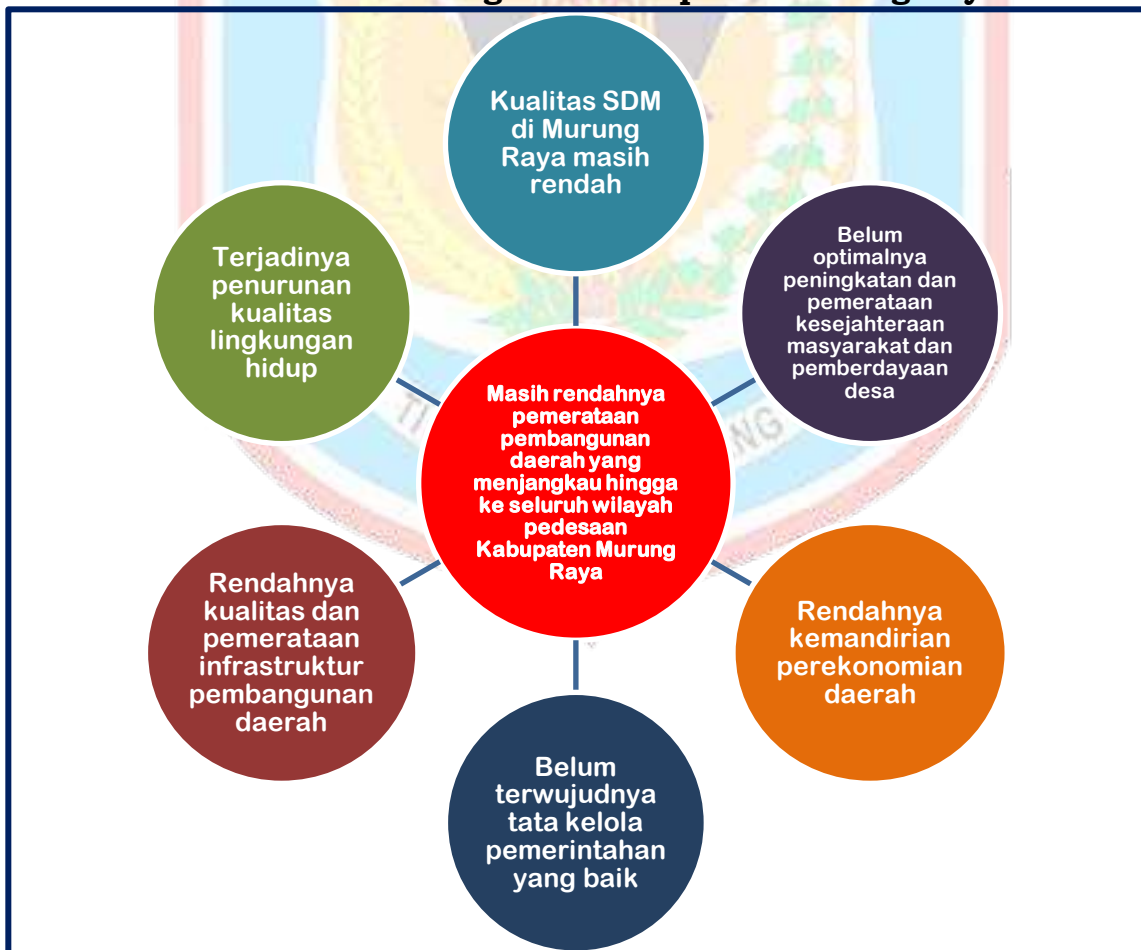 Kualitas SDM
di Murung
Raya masih
rendah
Belum
optimalnya
peningkatan dan
pemerataan
kesejahteraan
masyarakat dan
pemberdayaan
desa
Rendahnya
kemandirian
perekonomian
daerah
Belum
terwujudnya
tata kelola
pemerintahan
yang baik
Rendahnya
kualitas dan
pemerataan
infrastruktur
pembangunan
daerah
Terjadinya
penurunan
kualitas
lingkungan
hidup
Masih rendahnya
pemerataan
pembangunan
daerah yang
menjangkau hingga
ke seluruh wilayah
pedesaan
Kabupaten Murung
Raya